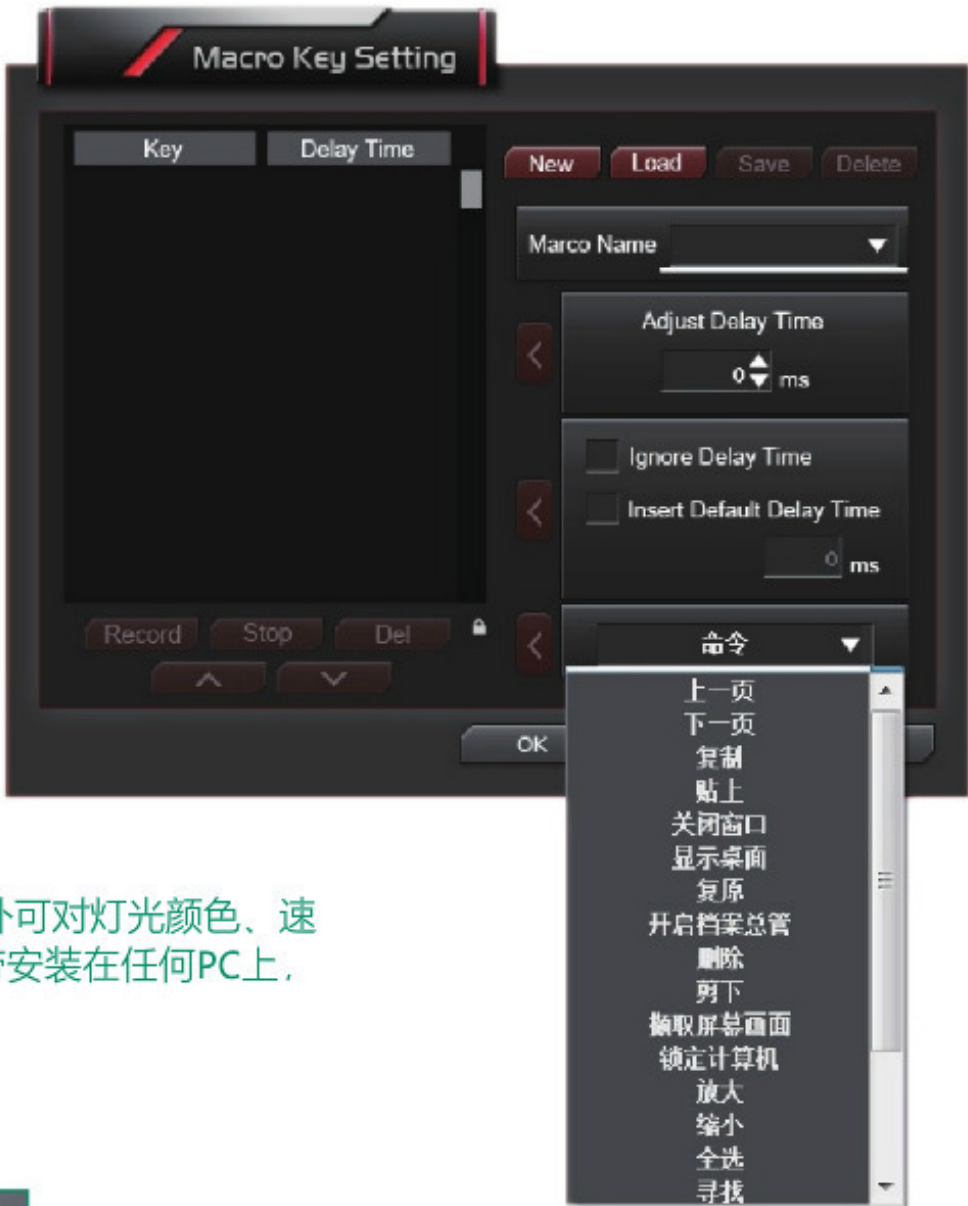 Macro Key Setting
Key Delay Time
New Load Save Delete
Marco Name
Adjust Delay Time
0 ms
Ignore Delay Time
Insert Default Delay Time
0 ms
Record Stop Del
命令
上一页
下一页
复制
贴上
关闭窗口
显示桌面
复原
开启档案总管
删除
剪下
撷取屏幕画面
锁定计算机
放大
缩小
全选
寻找
OK
外可对灯光颜色、速
安装在任何PC上，